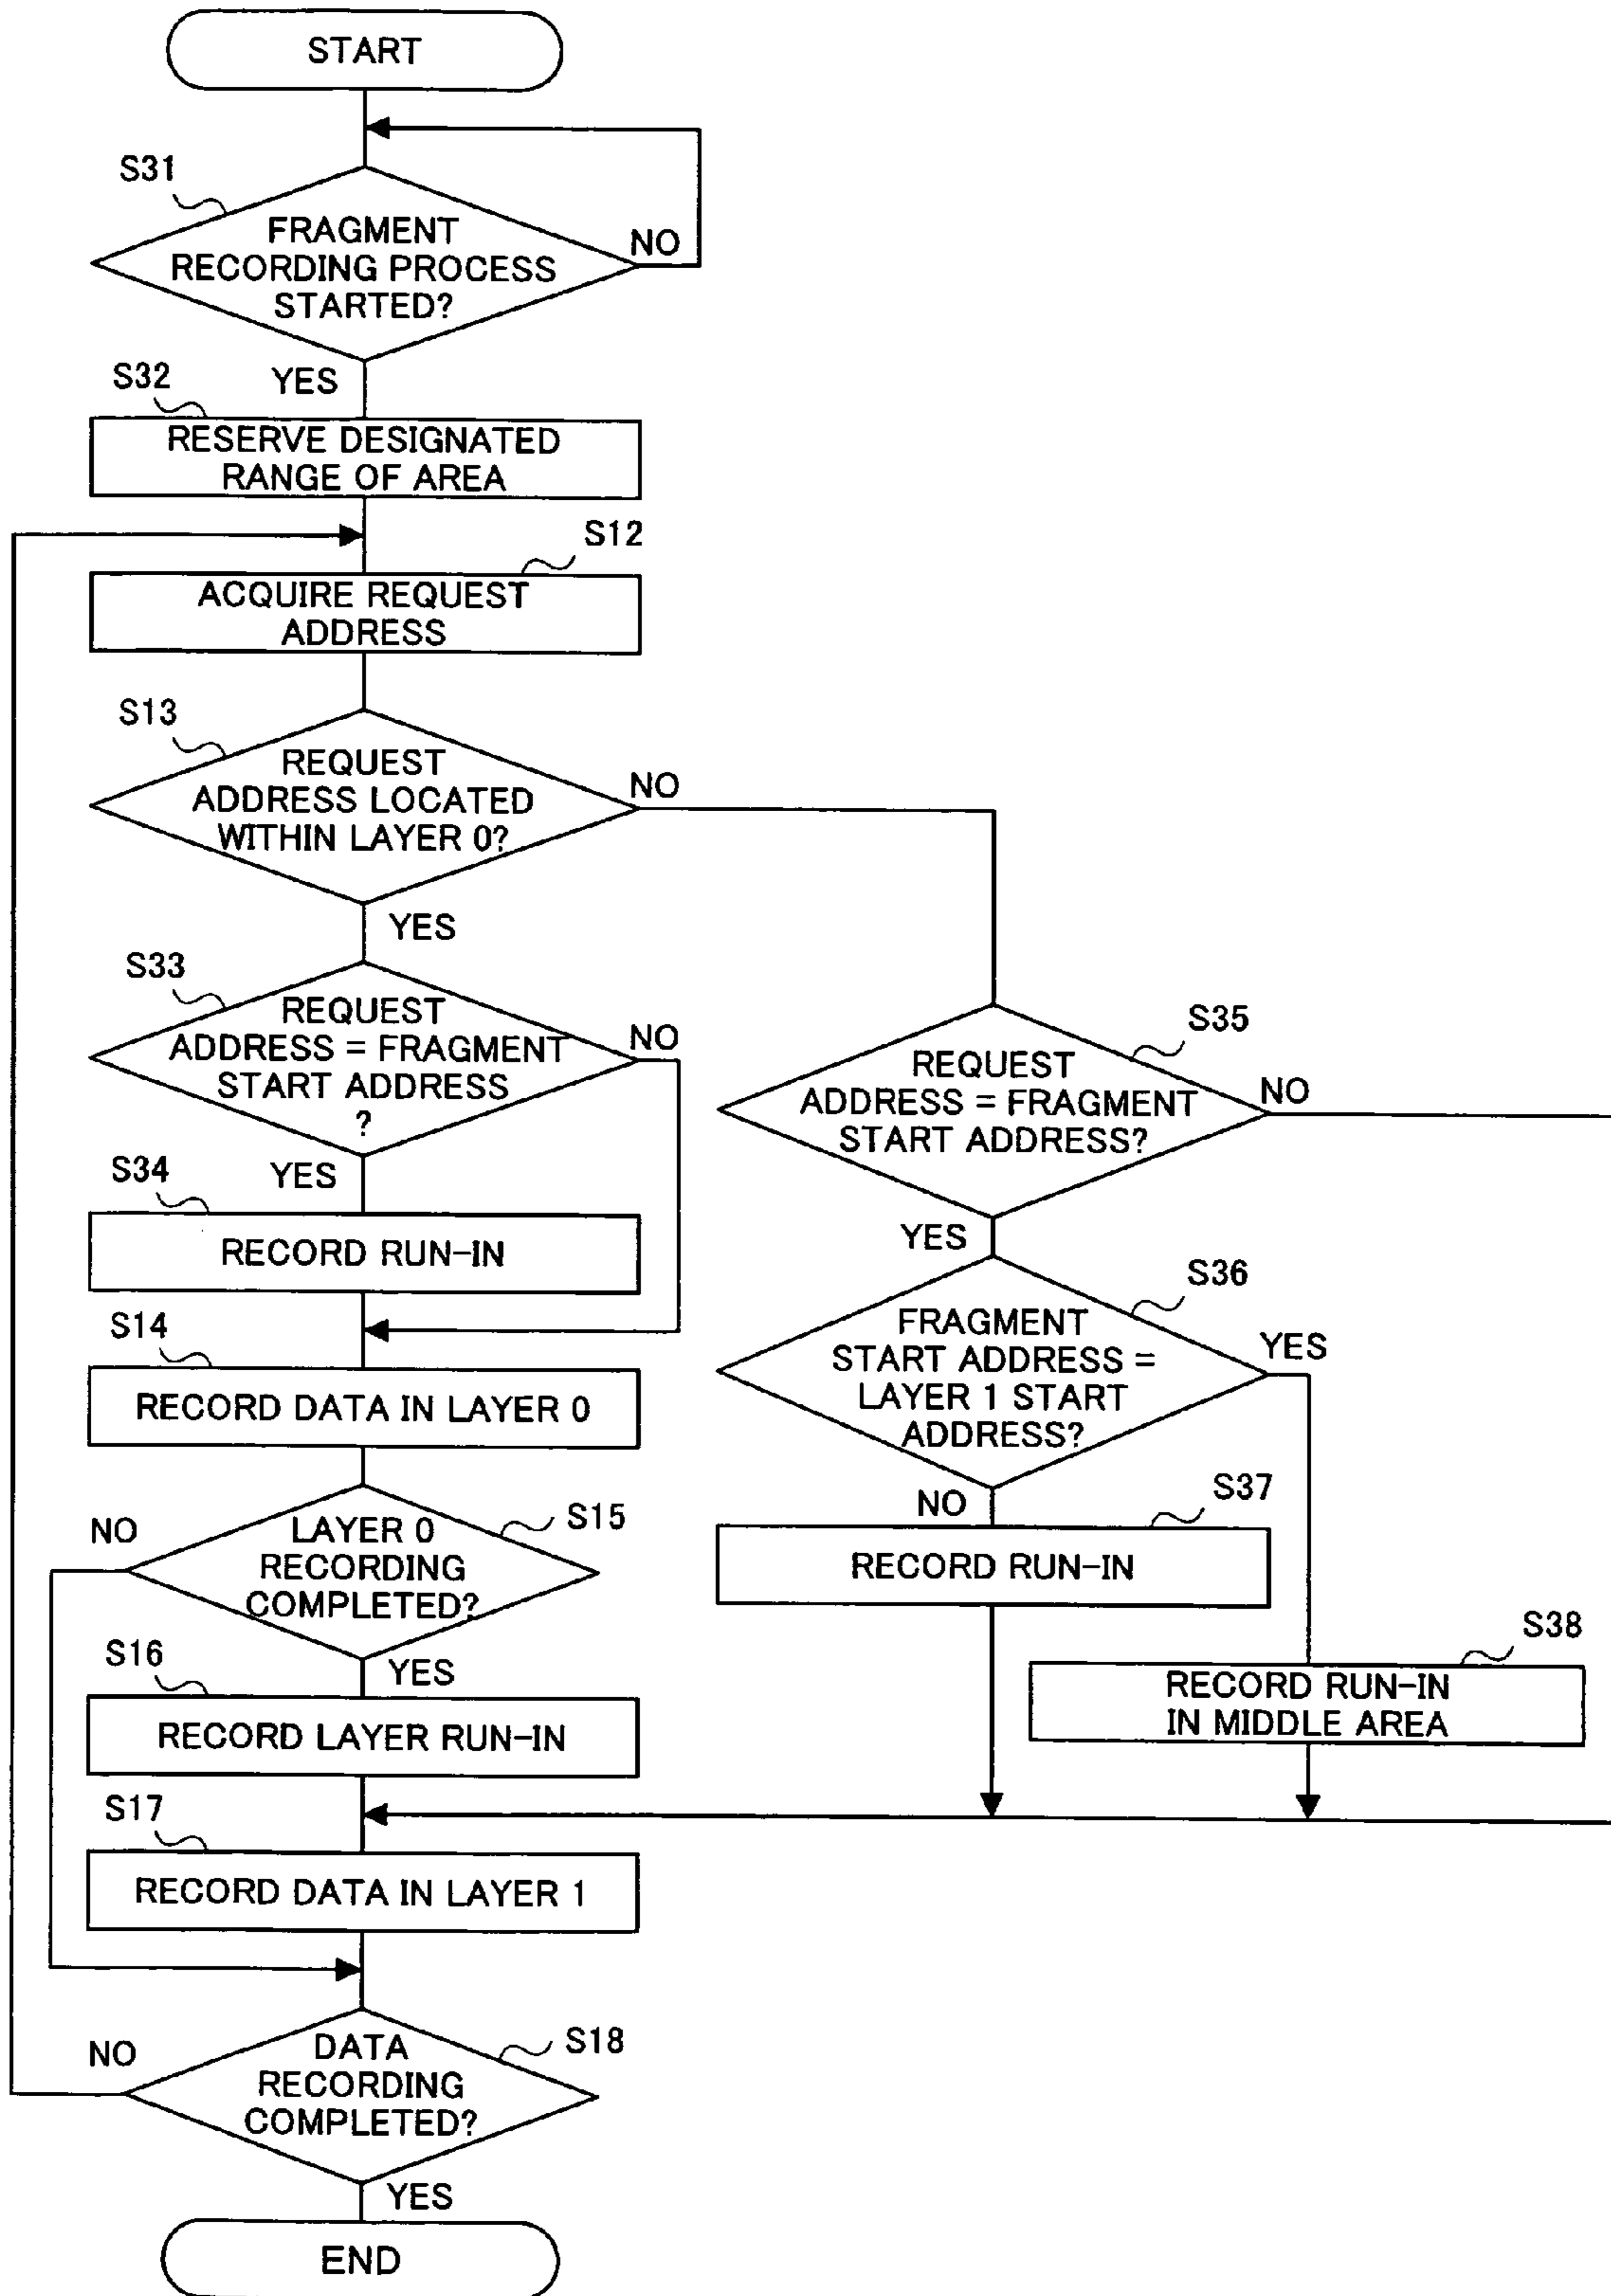 START
S31
FRAGMENT
RECORDING PROCESS
STARTED?
NO
YES
S32
RESERVE DESIGNATED
RANGE OF AREA
S12
ACQUIRE REQUEST
ADDRESS
S13
REQUEST
ADDRESS LOCATED
WITHIN LAYER 0?
NO
YES
S33
REQUEST
ADDRESS = FRAGMENT
START ADDRESS
?
NO
YES
S34
RECORD RUN-IN
S14
RECORD DATA IN LAYER 0
LAYER 0
RECORDING
COMPLETED?
S15
NO
YES
S16
RECORD LAYER RUN-IN
S17
RECORD DATA IN LAYER 1
DATA
RECORDING
COMPLETED?
S18
NO
YES
END
S35
REQUEST
ADDRESS = FRAGMENT
START ADDRESS?
NO
YES
S36
FRAGMENT
START ADDRESS =
LAYER 1 START
ADDRESS?
YES
NO
S37
RECORD RUN-IN
S38
RECORD RUN-IN
IN MIDDLE AREA